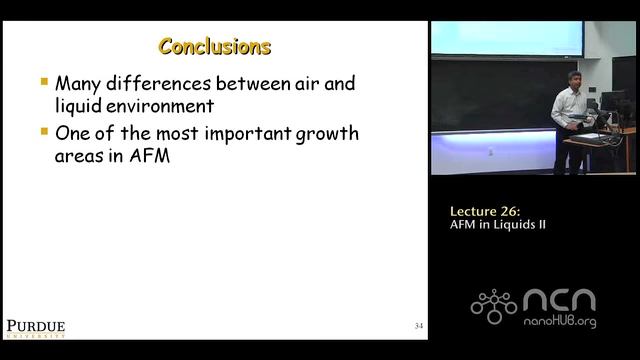 Conclusions
Many differences between air and
liquid environment
One of the most important growth
areas in AFM
Lecture 26:
AFM in Liquids II
ncn
nanoHUB.org
PURDUE
UNIVERSITY
34